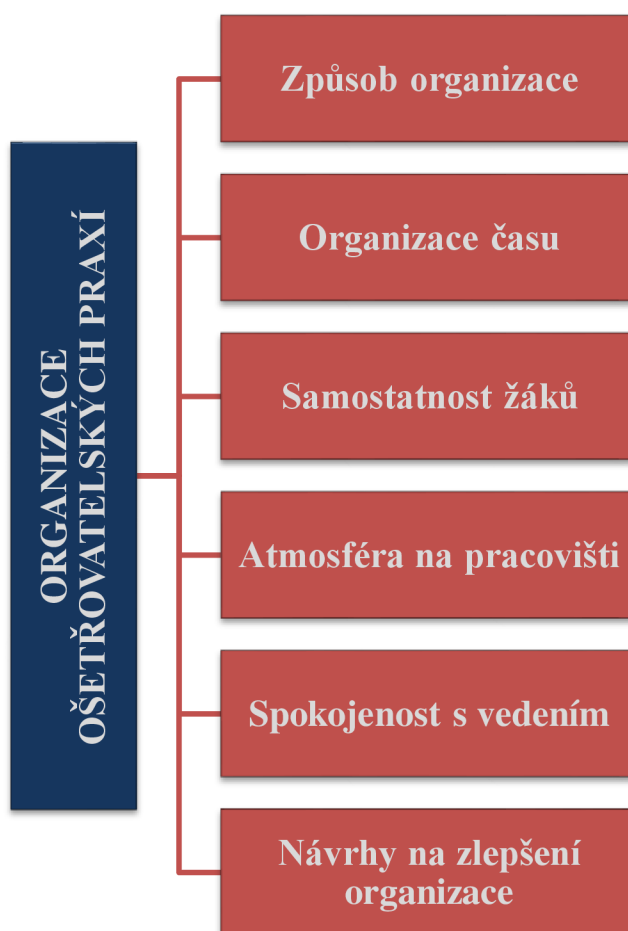 ORGANIZACE
OŠETŘOVATELSKÝCH PRAXÍ
Způsob organizace
Organizace času
Samostatnost žáků
Atmosféra na pracovišti
Spokojenost s vedením
Návrhy na zlepšení
organizace